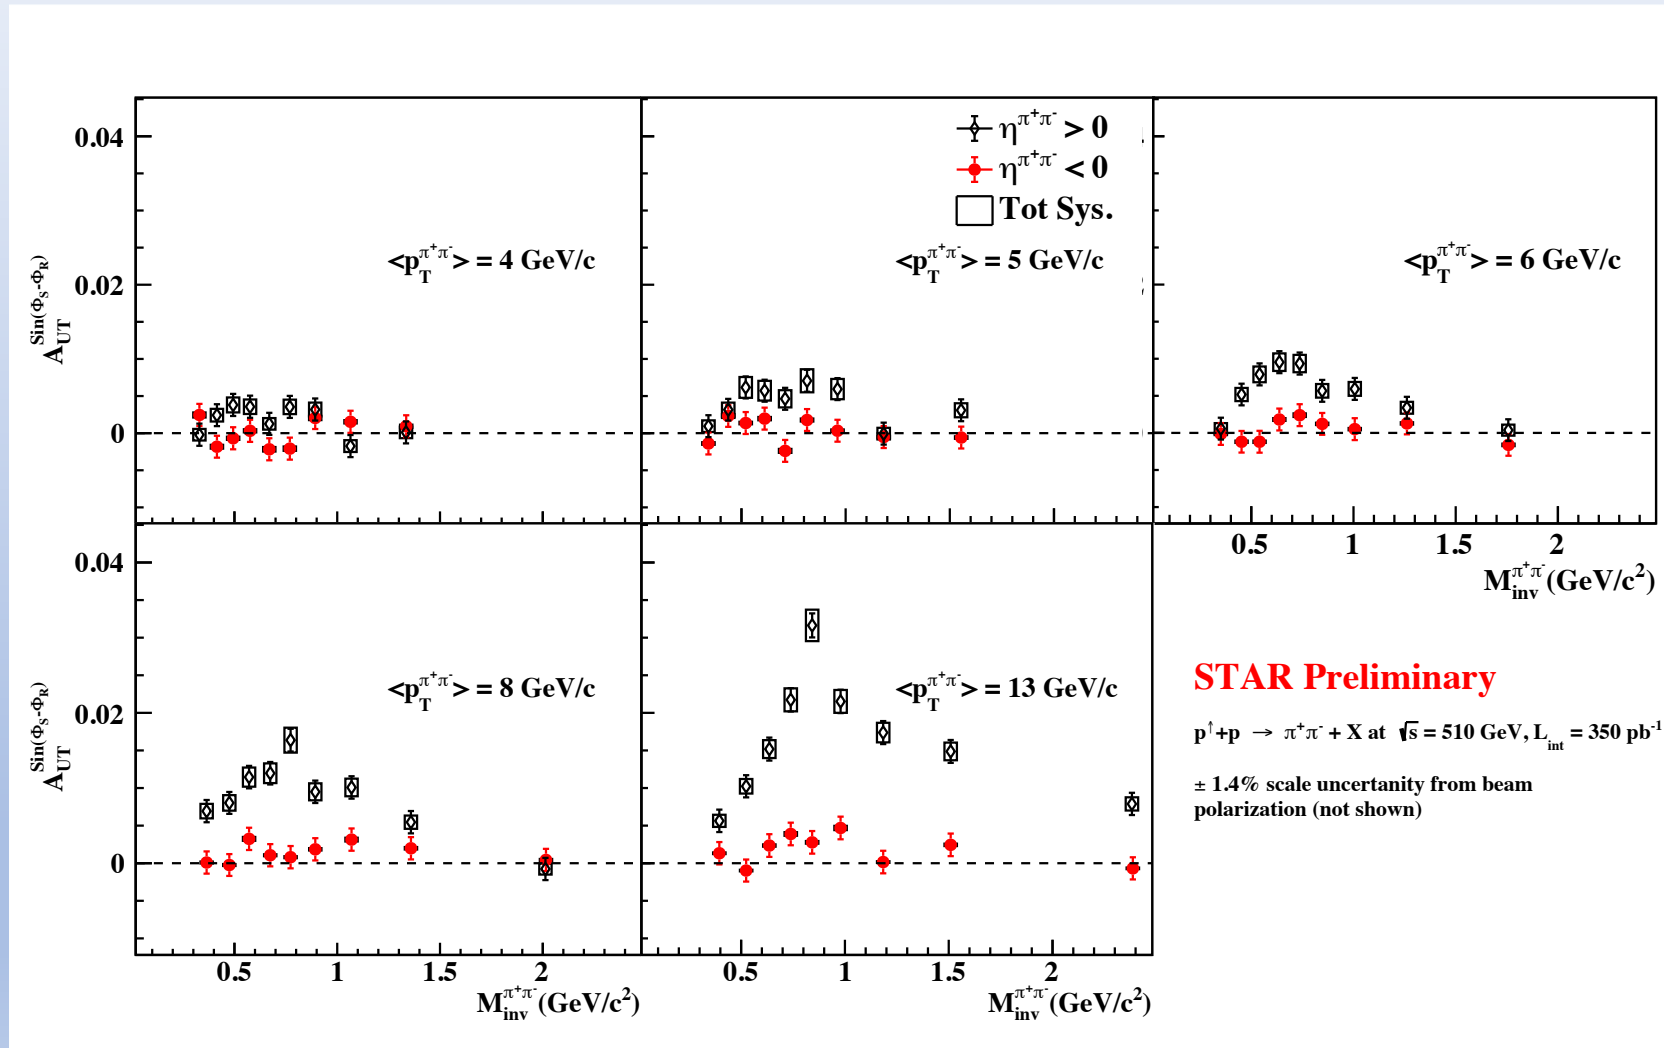 η^π⁺π⁻ > 0
η^π⁺π⁻ < 0
Tot Sys.
0.04
0.02
0
A_UT^Sin(Φ_S-Φ_R)
<p_T^π⁺π⁻> = 4 GeV/c
<p_T^π⁺π⁻> = 5 GeV/c
<p_T^π⁺π⁻> = 6 GeV/c
0.5 1 1.5 2
M_inv^π⁺π⁻(GeV/c²)
0.04
0.02
0
A_UT^Sin(Φ_S-Φ_R)
<p_T^π⁺π⁻> = 8 GeV/c
<p_T^π⁺π⁻> = 13 GeV/c
0.5 1 1.5 2
0.5 1 1.5 2
M_inv^π⁺π⁻(GeV/c²)
M_inv^π⁺π⁻(GeV/c²)
STAR Preliminary
p^↑+p → π⁺π⁻ + X at √s = 510 GeV, L_int = 350 pb⁻¹
± 1.4% scale uncertanity from beam
polarization (not shown)